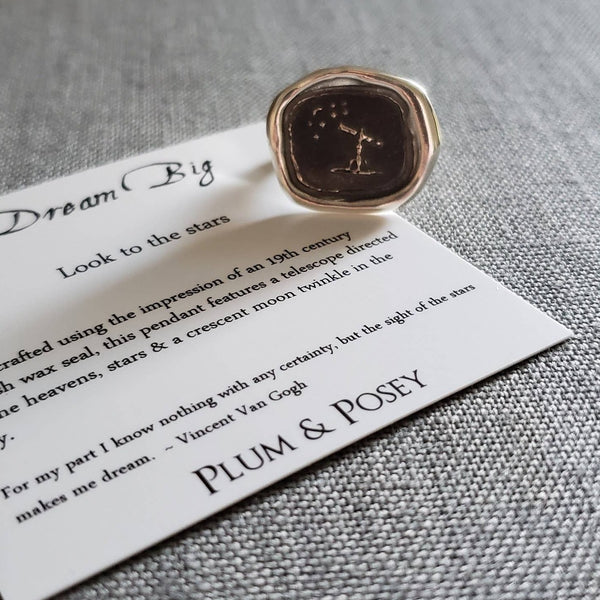 Dream Big
Look to the stars
crafted using the impression of an 19th century
wax seal, this pendant features a telescope directed
heavens, stars & a crescent moon twinkle in the
For my part I know nothing with any certainty, but the sight of the stars
makes me dream. ~ Vincent Van Gogh
PLUM & POSEY